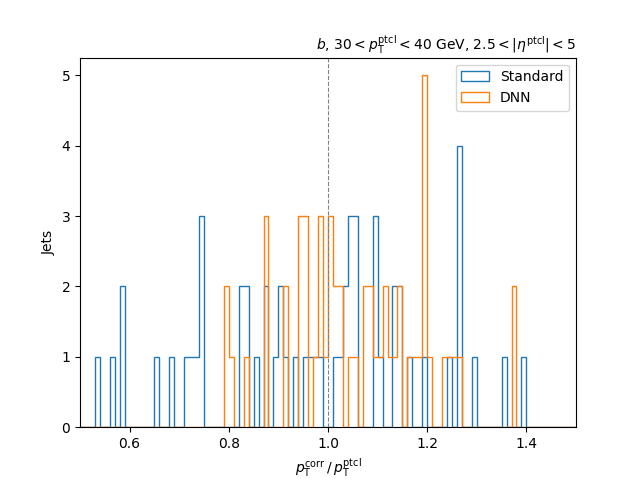 b, 30 < p_T^ptcl < 40 GeV, 2.5 < |η^ptcl| < 5
Standard
DNN
5
4
3
2
1
0
Jets
0.6 0.8 1.0 1.2 1.4
p_T^corr / p_T^ptcl